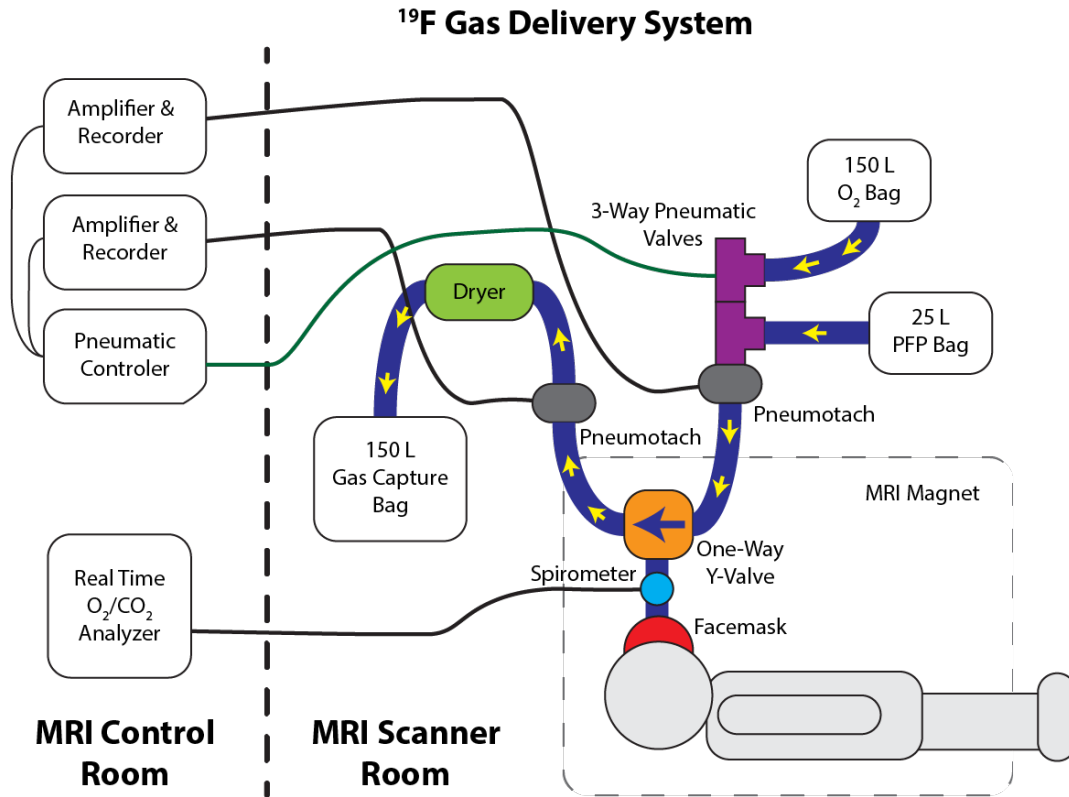 ¹⁹F Gas Delivery System
Amplifier &
Recorder
Amplifier &
Recorder
Pneumatic
Controler
Real Time
O₂/CO₂
Analyzer
MRI Control
Room
150 L
O₂ Bag
3-Way Pneumatic
Valves
Dryer
25 L
PFP Bag
Pneumotach
Pneumotach
150 L
Gas Capture
Bag
MRI Magnet
One-Way
Y-Valve
Spirometer
Facemask
MRI Scanner
Room